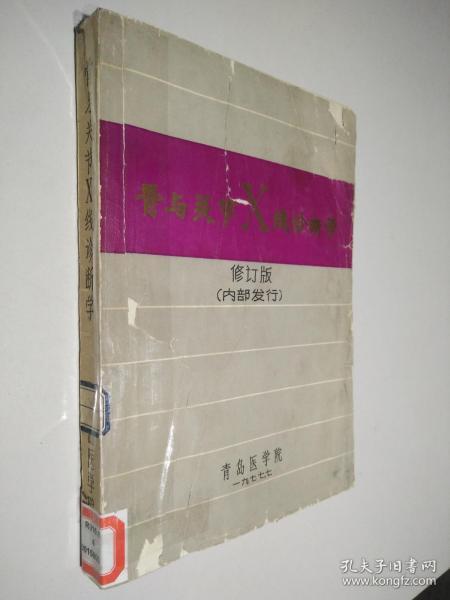 骨与关节X线诊断学
修订版
(内部发行)
青岛医学院
一九七七七
骨与关节X线诊断学
孔夫子旧书网
www.kongfz.com